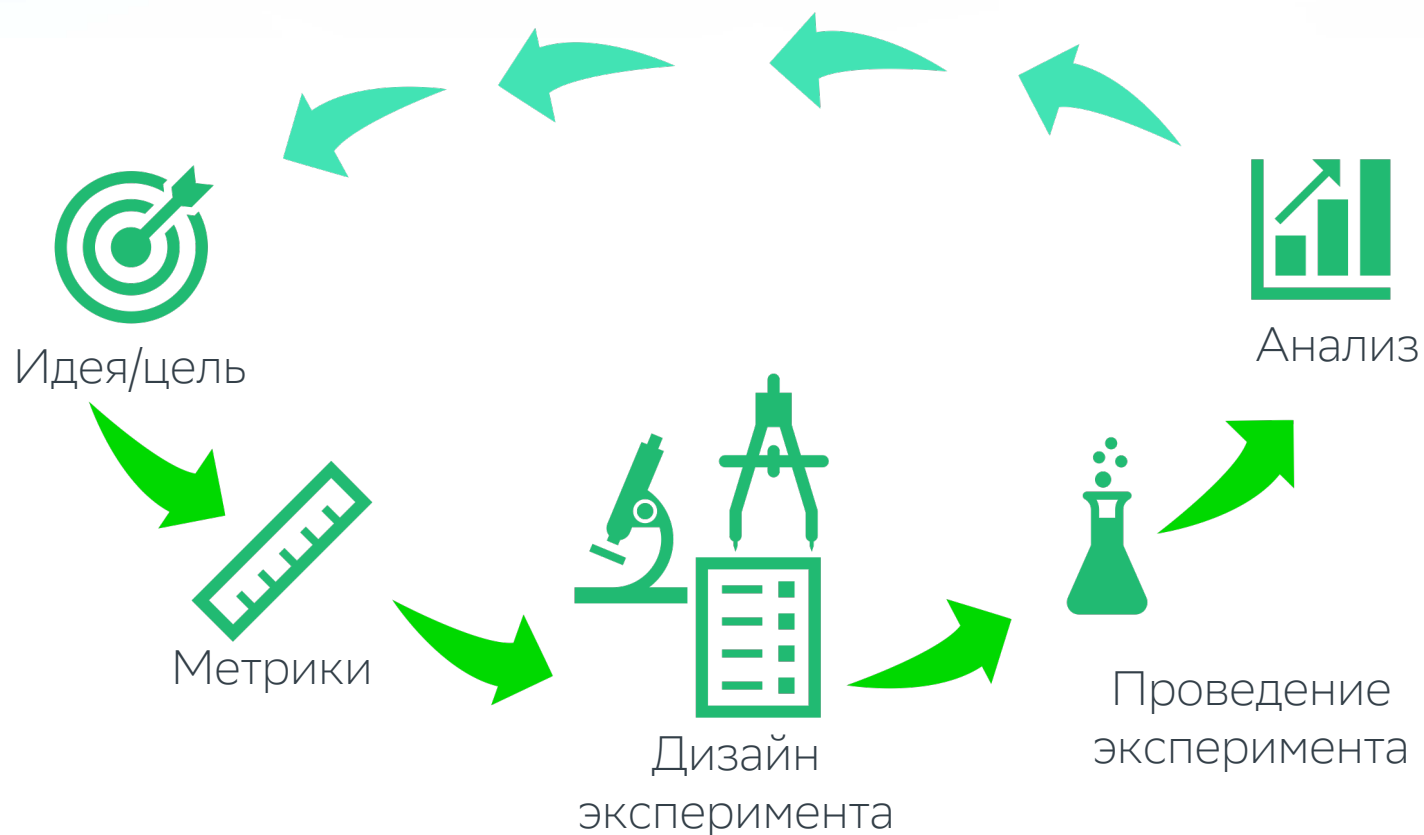 Идея/цель
Метрики
Дизайн
эксперимента
Проведение
эксперимента
Анализ